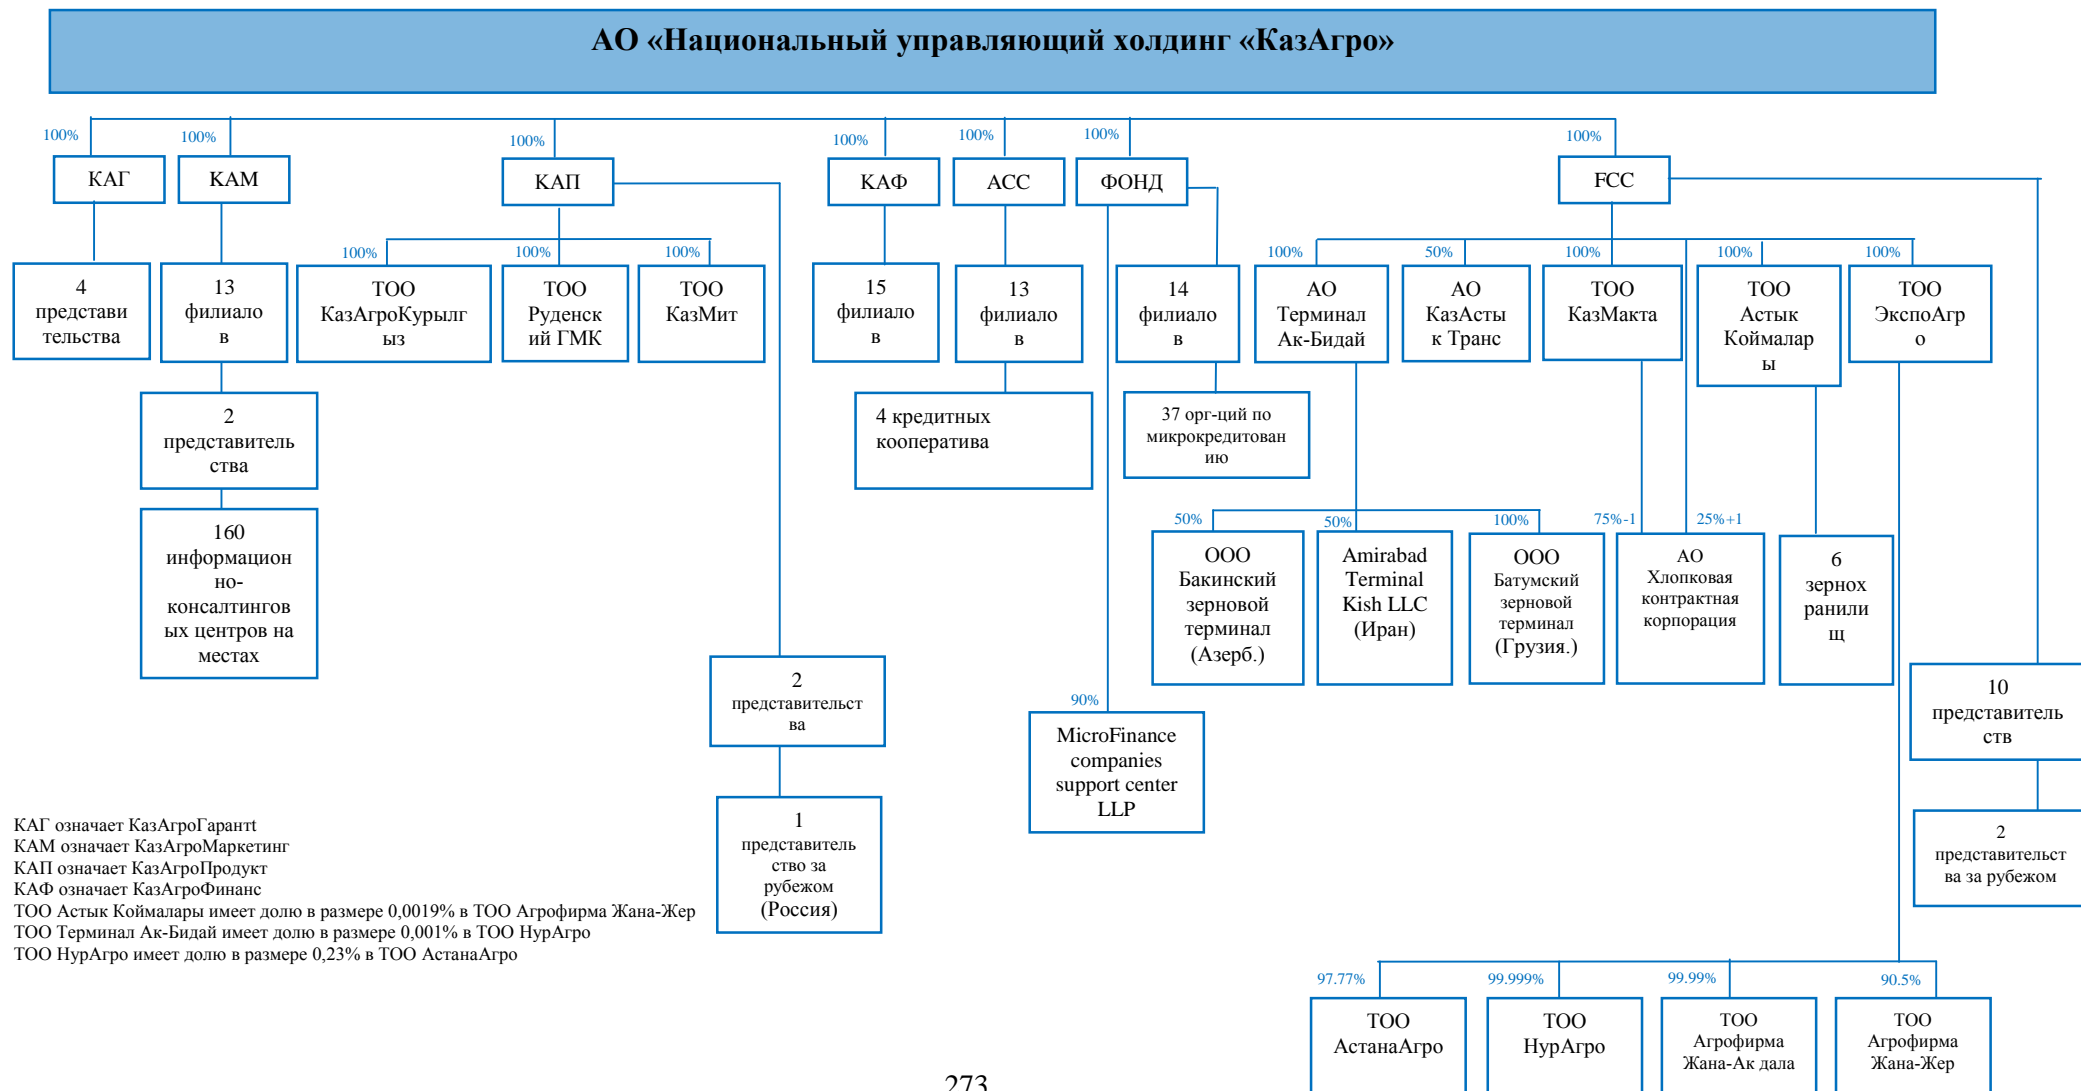 АО «Национальный управляющий холдинг «КазАгро»
100%
100%
100%
100%
100%
100%
100%
КАГ
КАМ
КАП
КАФ
АСС
ФОНД
FCC
100%
100%
100%
100%
50%
100%
100%
100%
4
представи
тельства
13
филиало
в
ТОО
КазАгроКурылг
ыз
ТОО
Руденск
ий ГМК
ТОО
КазМит
15
филиало
в
13
филиало
в
14
филиало
в
АО
Терминал
Ак-Бидай
АО
КазАсты
к Транс
ТОО
КазМакта
ТОО
Астык
Коймалар
ы
ТОО
ЭкспоАгр
о
2
представитель
ства
4 кредитных
кооператива
37 орг-ций по
микрокредитован
ию
160
информацион
но-
консалтингов
ых центров на
местах
50%
50%
100%
75%-1
25%+1
ООО
Бакинский
зерновой
терминал
(Азерб.)
Amirabad
Terminal
Kish LLC
(Иран)
ООО
Батумский
зерновой
терминал
(Грузия.)
АО
Хлопковая
контрактная
корпорация
6
зернох
ранили
щ
2
представительст
ва
90%
MicroFinance
companies
support center
LLP
10
представитель
ств
1
представитель
ство за
рубежом
(Россия)
2
представительст
ва за рубежом
КАГ означает КазАгроГарантt
КАМ означает КазАгроМаркетинг
КАП означает КазАгроПродукт
КАФ означает КазАгроФинанс
ТОО Астык Коймалары имеет долю в размере 0,0019% в ТОО Агрофирма Жана-Жер
ТОО Терминал Ак-Бидай имеет долю в размере 0,001% в ТОО НурАгро
ТОО НурАгро имеет долю в размере 0,23% в ТОО АстанаАгро
97.77%
99.999%
99.99%
90.5%
ТОО
АстанаАгро
ТОО
НурАгро
ТОО
Агрофирма
Жана-Ак дала
ТОО
Агрофирма
Жана-Жер
273